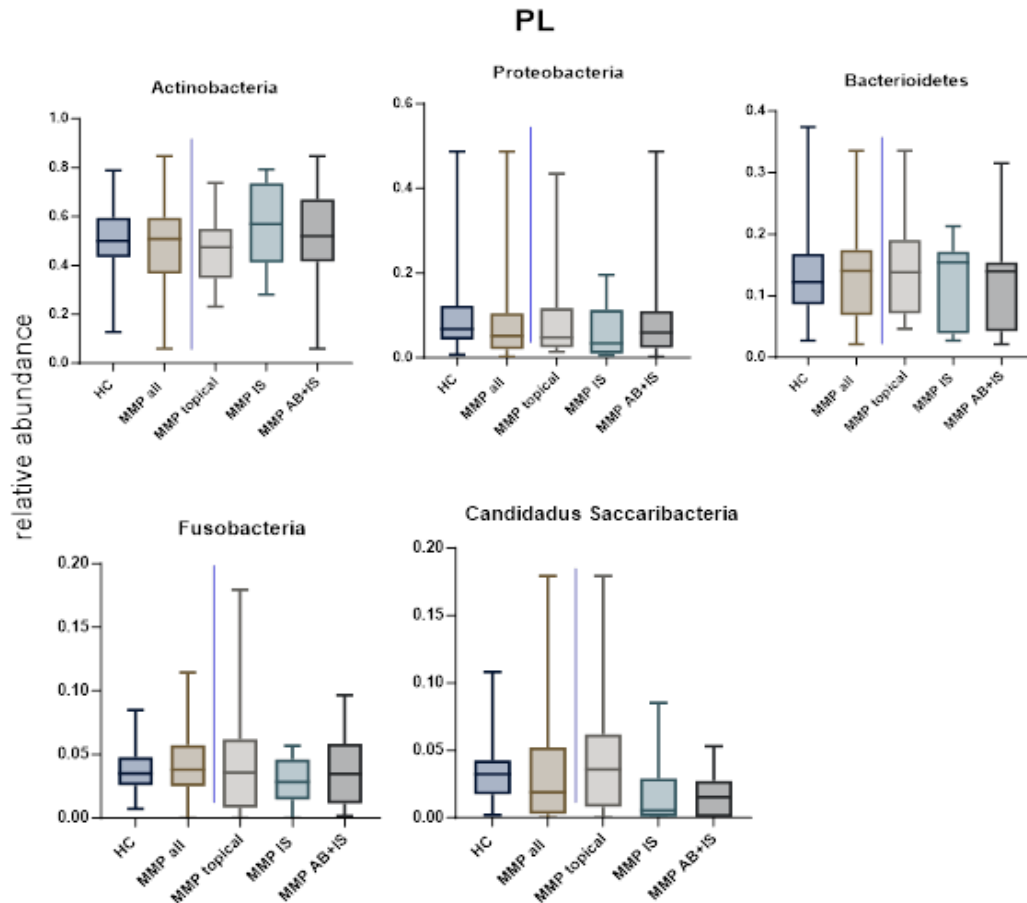 PL
Actinobacteria
1.0
0.8
0.6
0.4
0.2
0.0
HC
MMP all
MMP topical
MMP IS
MMP AB+IS
Proteobacteria
0.6
0.4
0.2
0.0
HC
MMP all
MMP topical
MMP IS
MMP AB+IS
Bacterioidetes
0.4
0.3
0.2
0.1
0.0
HC
MMP all
MMP topical
MMP IS
MMP AB+IS
relative abundance
Fusobacteria
0.20
0.15
0.10
0.05
0.00
HC
MMP all
MMP topical
MMP IS
MMP AB+IS
Candidadus Saccaribacteria
0.20
0.15
0.10
0.05
0.00
HC
MMP all
MMP topical
MMP IS
MMP AB+IS